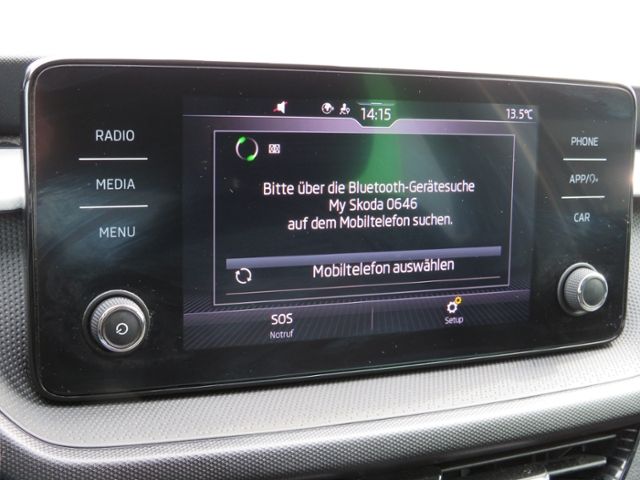 14:15
13.5°C
RADIO
MEDIA
MENU
Bitte über die Bluetooth-Gerätesuche
My Skoda 0646
auf dem Mobiltelefon suchen.
Mobiltelefon auswählen
SOS
Notruf
Setup
PHONE
APP/
CAR